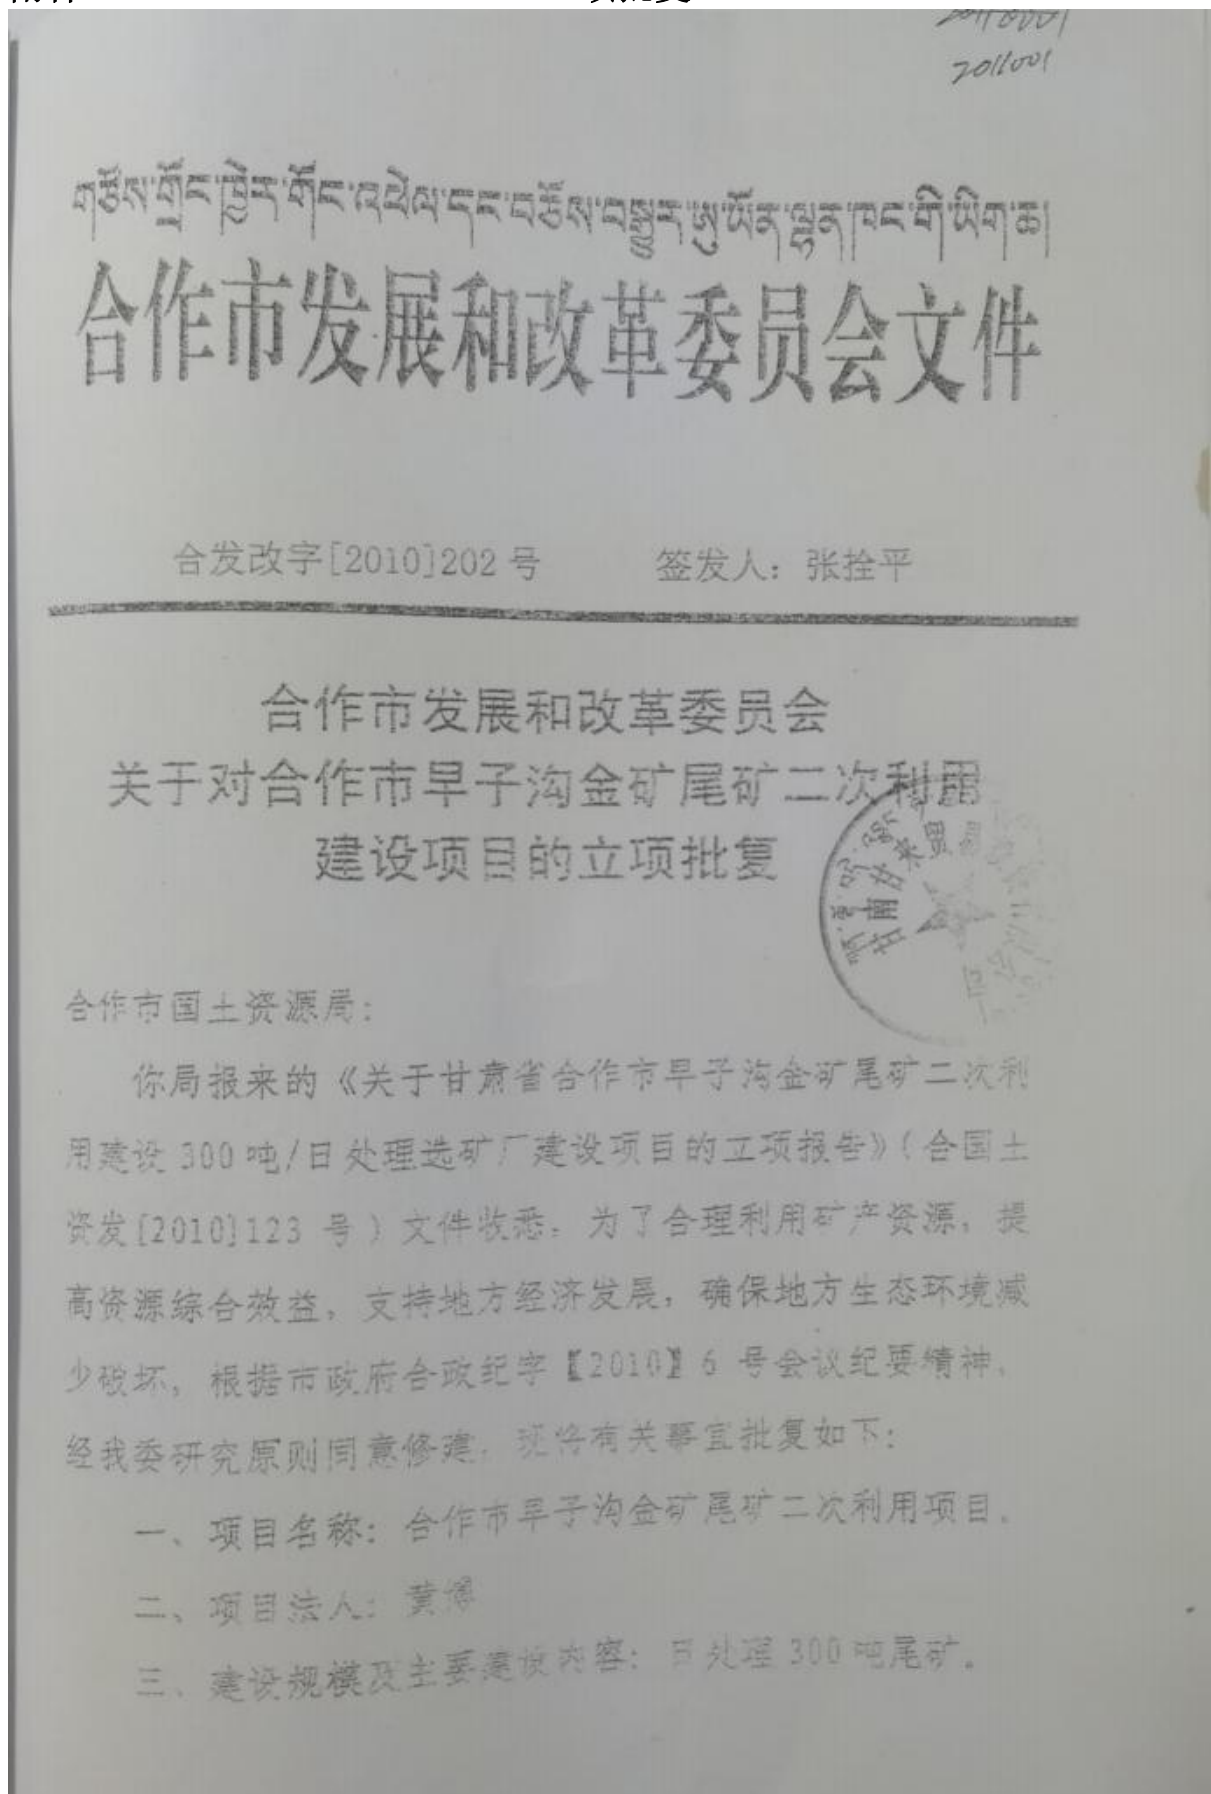 2011001
གཙོས་གྲོང་ཁྱེར་གོང་འཕེལ་དང་བཅོས་བསྒྱུར་ཨུ་ཡོན་ལྷན་ཁང་གི་ཡིག་ཆ།
合作市发展和改革委员会文件
合发改字[2010]202号 签发人：张拴平
合作市发展和改革委员会
关于对合作市早子沟金矿尾矿二次利用
建设项目的立项批复
甘南 来贸易
合作市国土资源局：
你局报来的《关于甘肃省合作市早子沟金矿尾矿二次利
用建设300吨/日处理选矿厂建设项目的立项报告》（合国土
资发[2010]123 号）文件收悉。为了合理利用矿产资源，提
高资源综合效益，支持地方经济发展，确保地方生态环境减
少破坏，根据市政府合政纪字【2010】6 号会议纪要精神，
经我委研究原则同意修建，现将有关事宜批复如下：
一、项目名称：合作市早子沟金矿尾矿二次利用项目。
二、项目法人：黄博
三、建设规模及主要建设内容：日处理300吨尾矿。